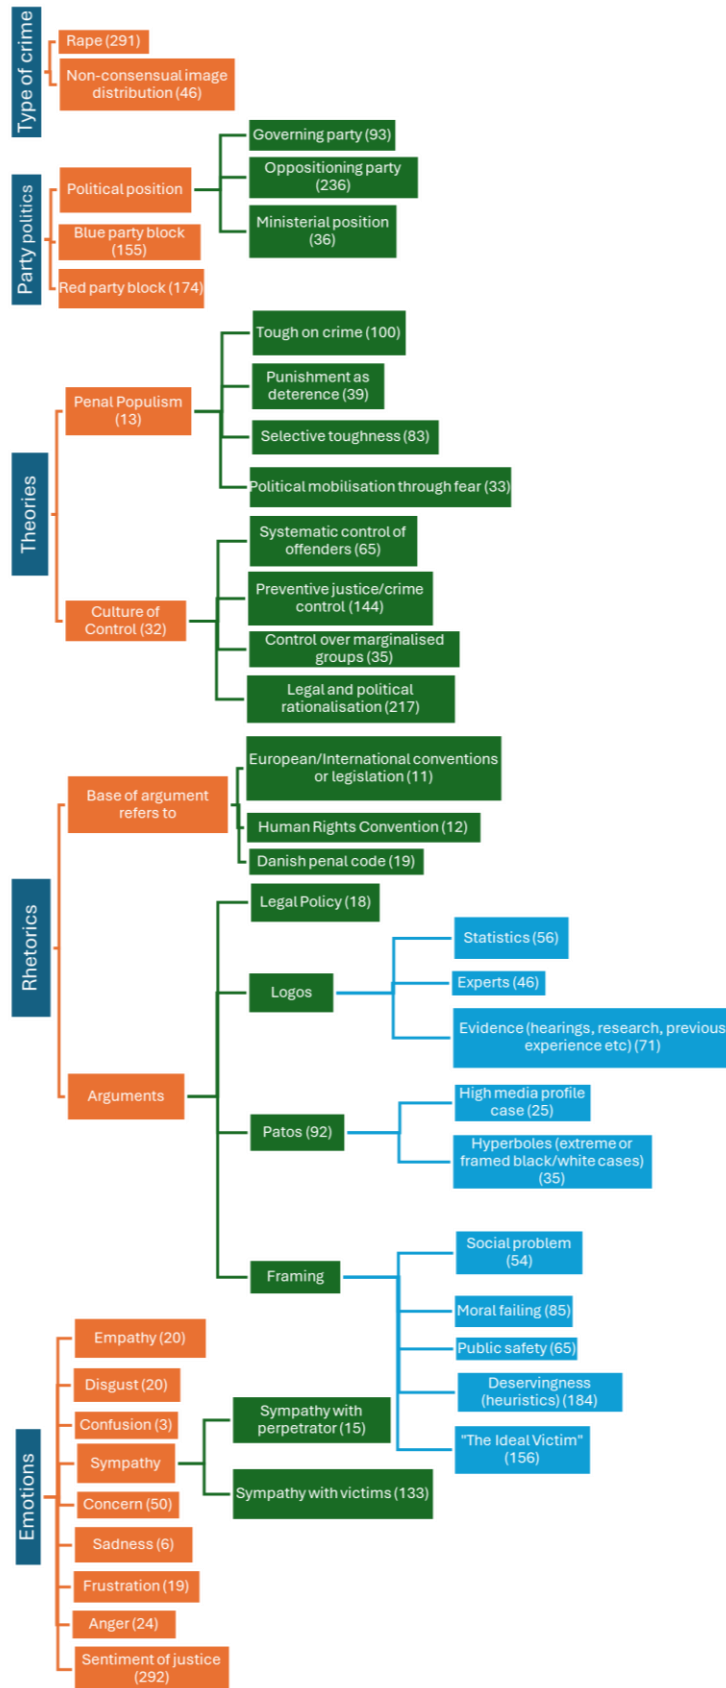 Type of crime
Rape (291)
Non-consensual image
distribution (46)
Party politics
Political position
Governing party (93)
Oppositioning party
(236)
Ministerial position
(36)
Blue party block
(155)
Red party block (174)
Theories
Penal Populism
(13)
Tough on crime (100)
Punishment as
deterence (39)
Selective toughness (83)
Political mobilisation through fear (33)
Culture of
Control (32)
Systematic control of
offenders (65)
Preventive justice/crime
control (144)
Control over marginalised
groups (35)
Legal and political
rationalisation (217)
Rhetorics
Base of argument
refers to
European/International conventions
or legislation (11)
Human Rights Convention (12)
Danish penal code (19)
Arguments
Legal Policy (18)
Logos
Statistics (56)
Experts (46)
Evidence (hearings, research, previous
experience etc) (71)
Patos (92)
High media profile
case (25)
Hyperboles (extreme or
framed black/white cases)
(35)
Framing
Social problem
(54)
Moral failing (85)
Public safety (65)
Deservingness
(heuristics) (184)
"The Ideal Victim"
(156)
Emotions
Empathy (20)
Disgust (20)
Confusion (3)
Sympathy
Sympathy with
perpetrator (15)
Sympathy with victims (133)
Concern (50)
Sadness (6)
Frustration (19)
Anger (24)
Sentiment of justice
(292)